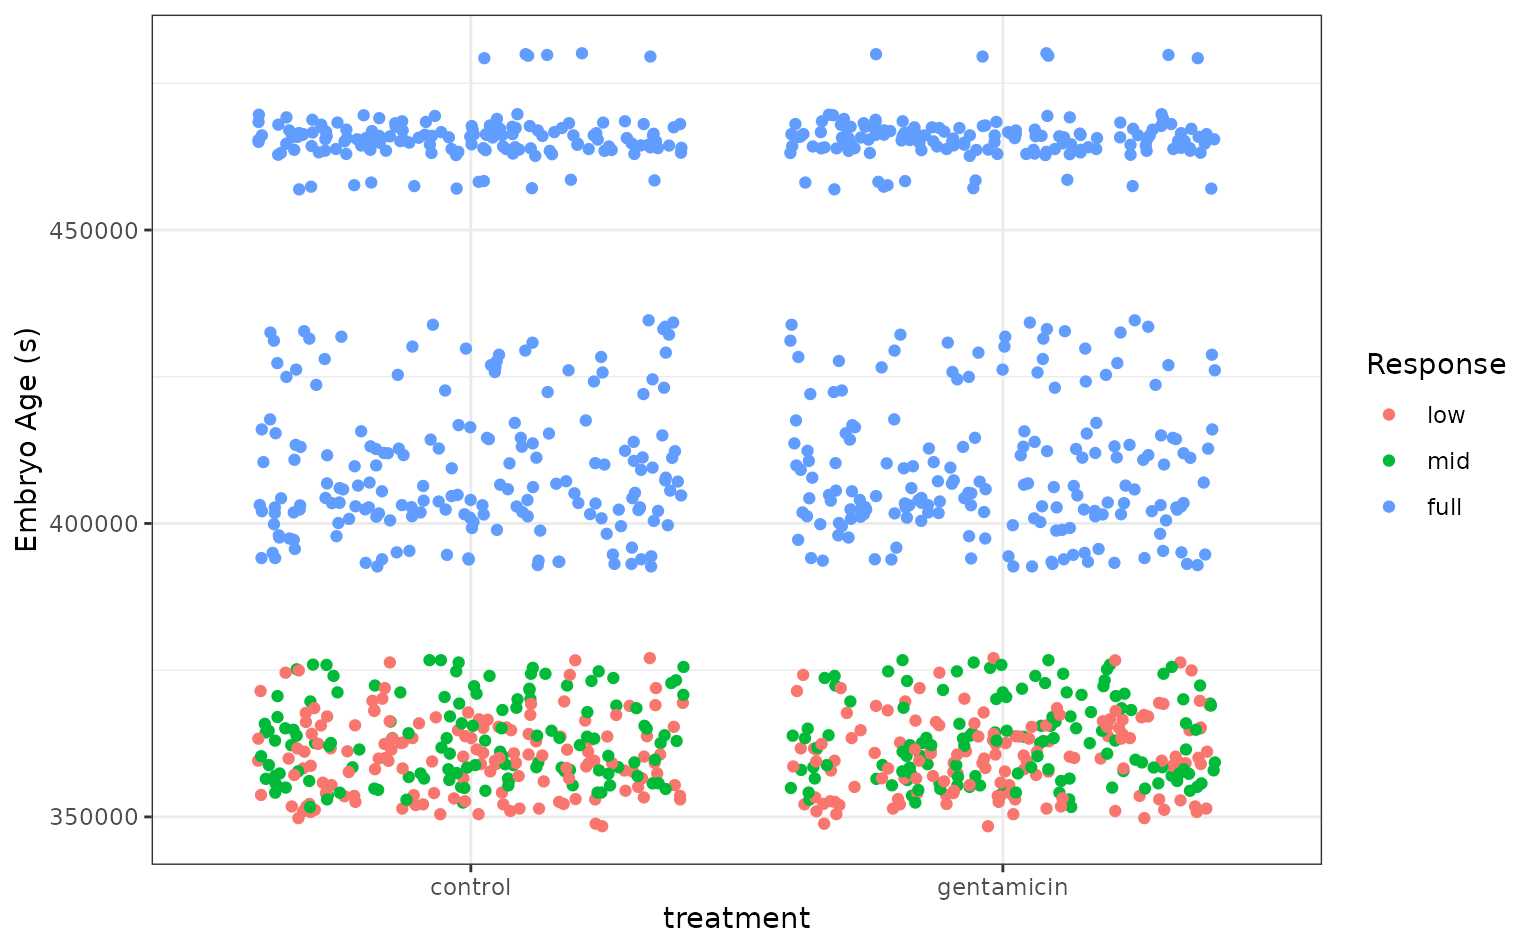 Embryo Age (s)
450000
400000
350000
control
gentamicin
treatment
Response
low
mid
full